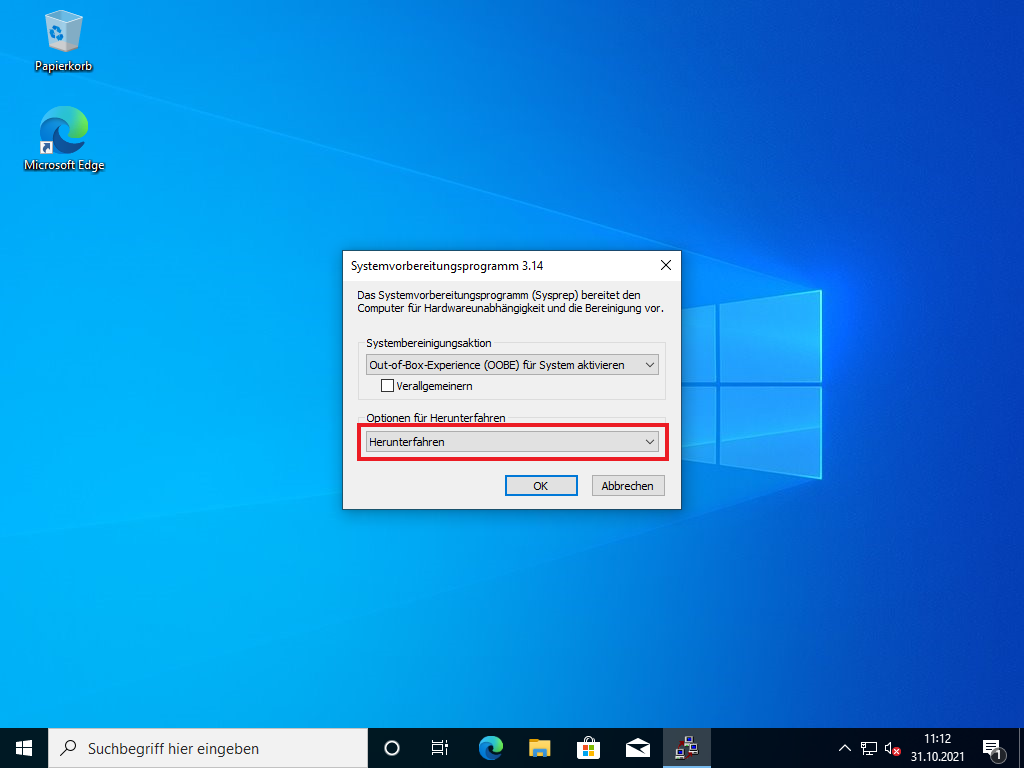 Papierkorb
Microsoft Edge
Systemvorbereitungsprogramm 3.14
Das Systemvorbereitungsprogramm (Sysprep) bereitet den
Computer für Hardwareunabhängigkeit und die Bereinigung vor.
Systembereinigungsaktion
Out-of-Box-Experience (OOBE) für System aktivieren
Verallgemeinern
Optionen für Herunterfahren
Herunterfahren
OK
Abbrechen
Suchbegriff hier eingeben
11:12
31.10.2021
1